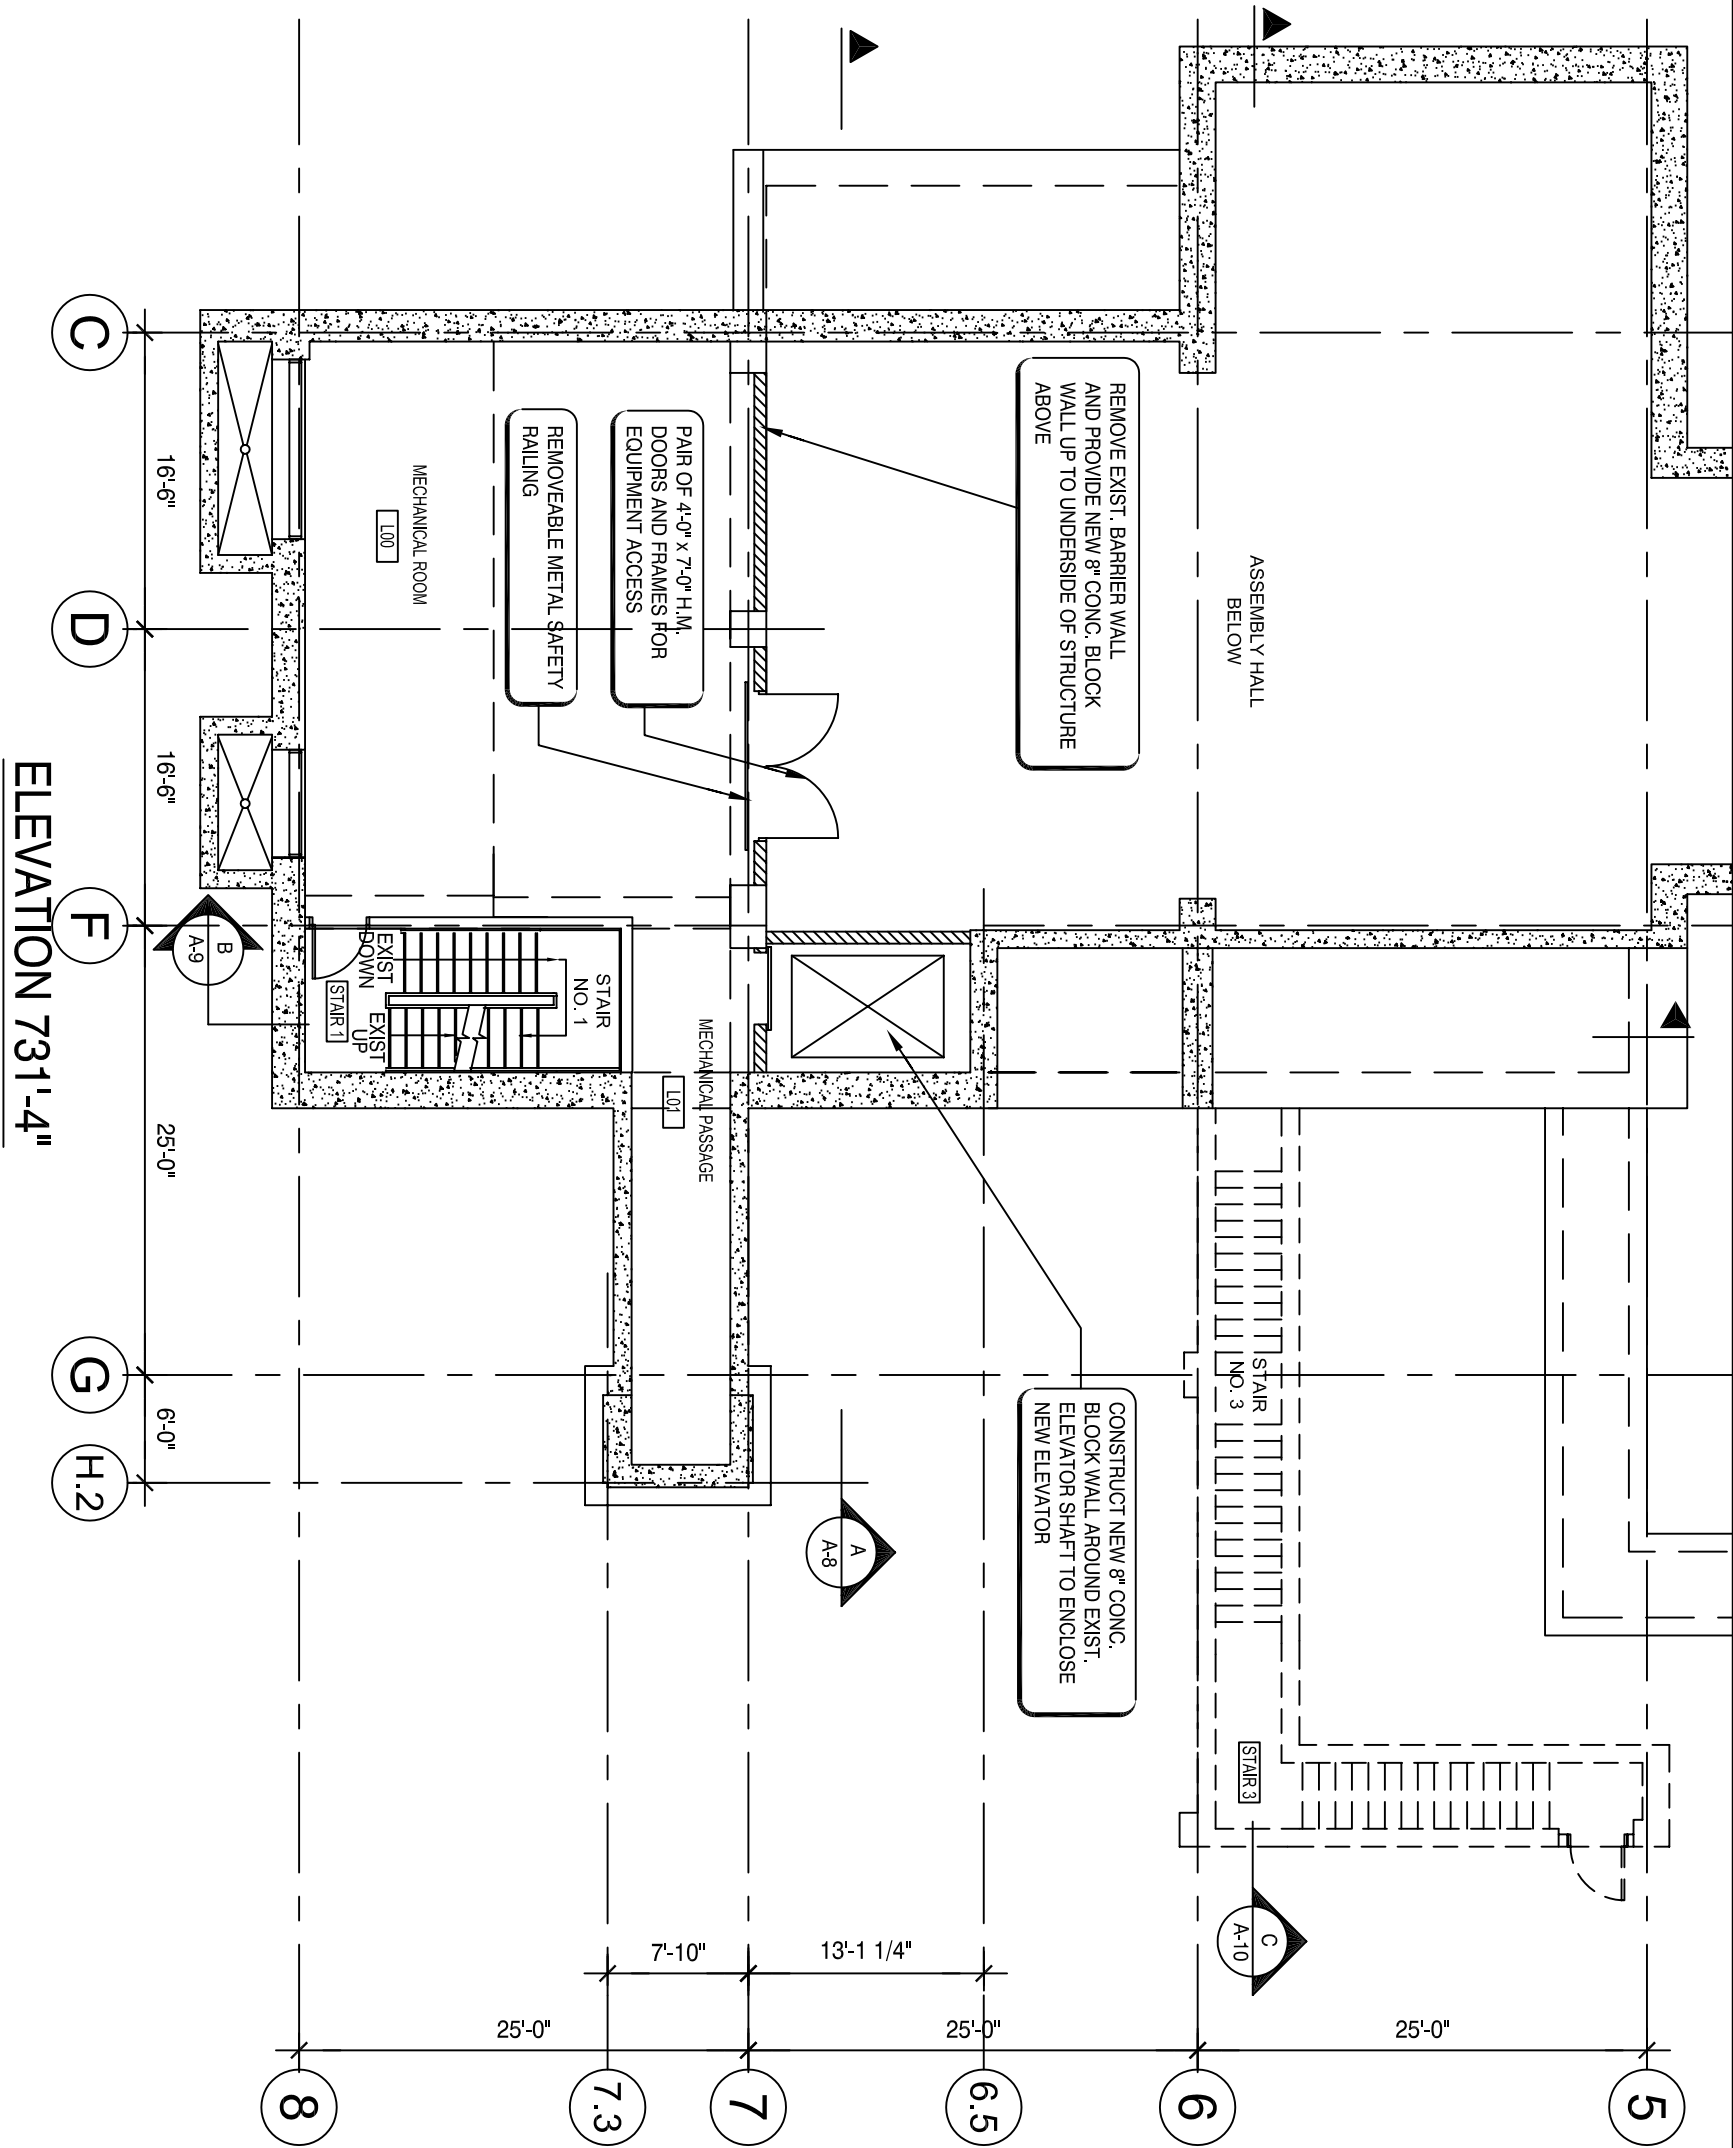 ASSEMBLY HALL
BELOW
REMOVE EXIST. BARRIER WALL
AND PROVIDE NEW 8" CONC. BLOCK
WALL UP TO UNDERSIDE OF STRUCTURE
ABOVE
PAIR OF 4'-0" x 7'-0" H.M.
DOORS AND FRAMES FOR
EQUIPMENT ACCESS
REMOVEABLE METAL SAFETY
RAILING
MECHANICAL ROOM
L00
STAIR
NO. 1
EXIST
DOWN
EXIST
UP
STAIR 1
MECHANICAL PASSAGE
L01
CONSTRUCT NEW 8" CONC.
BLOCK WALL AROUND EXIST.
ELEVATOR SHAFT TO ENCLOSE
NEW ELEVATOR
STAIR
NO. 3
STAIR 3
A
A-8
B
A-9
C
A-10
5
25'-0"
6
25'-0"
6.5
13'-1 1/4"
7
7'-10"
7.3
25'-0"
8
16'-6"
16'-6"
25'-0"
6'-0"
C
D
F
G
H.2
ELEVATION 731'-4"